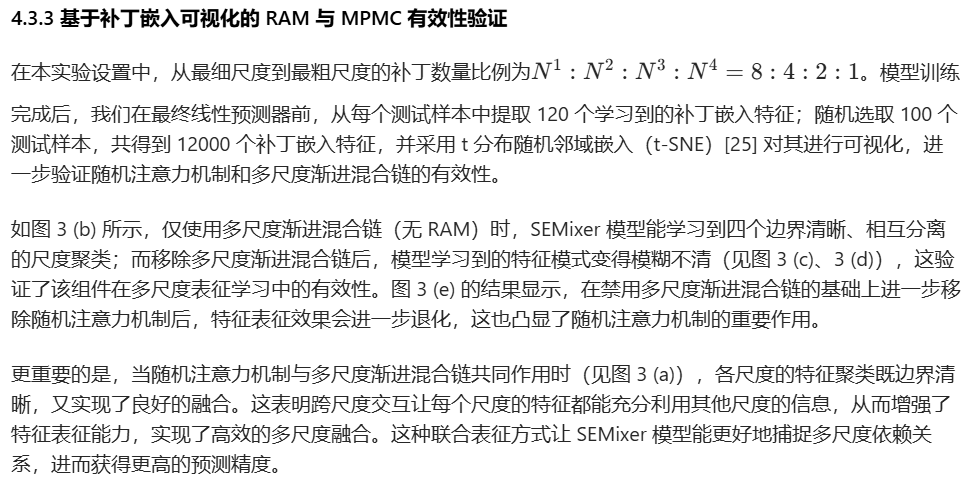 4.3.3 基于补丁嵌入可视化的 RAM 与 MPMC 有效性验证
在本实验设置中，从最细尺度到最粗尺度的补丁数量比例为N¹ : N² : N³ : N⁴ = 8 : 4 : 2 : 1。模型训练
完成后，我们在最终线性预测器前，从每个测试样本中提取 120 个学习到的补丁嵌入特征；随机选取 100 个
测试样本，共得到 12000 个补丁嵌入特征，并采用 t 分布随机邻域嵌入（t-SNE）[25] 对其进行可视化，进
一步验证随机注意力机制和多尺度渐进混合链的有效性。
如图 3 (b) 所示，仅使用多尺度渐进混合链（无 RAM）时，SEMixer 模型能学习到四个边界清晰、相互分离
的尺度聚类；而移除多尺度渐进混合链后，模型学习到的特征模式变得模糊不清（见图 3 (c)、3 (d)），这验
证了该组件在多尺度表征学习中的有效性。图 3 (e) 的结果显示，在禁用多尺度渐进混合链的基础上进一步移
除随机注意力机制后，特征表征效果会进一步退化，这也凸显了随机注意力机制的重要作用。
更重要的是，当随机注意力机制与多尺度渐进混合链共同作用时（见图 3 (a)），各尺度的特征聚类既边界清
晰，又实现了良好的融合。这表明跨尺度交互让每个尺度的特征都能充分利用其他尺度的信息，从而增强了
特征表征能力，实现了高效的多尺度融合。这种联合表征方式让 SEMixer 模型能更好地捕捉多尺度依赖关
系，进而获得更高的预测精度。